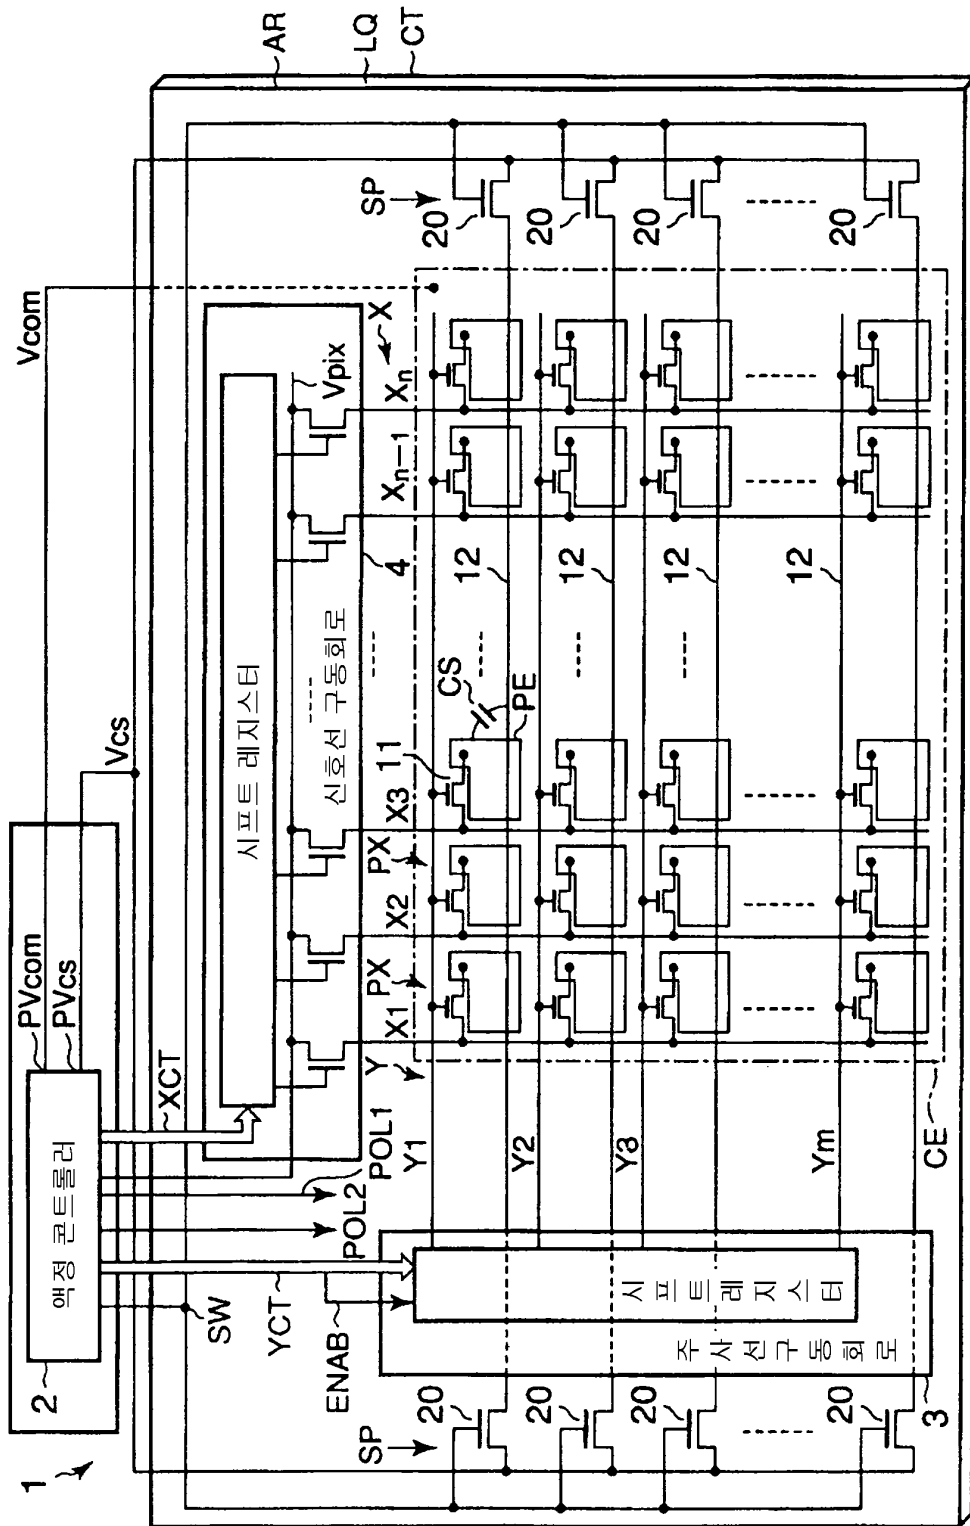 1
2
액정 콘트롤러
PVcom
PVcs
Vcom
Vcs
AR
LQ
CT
SW
YCT
ENAB
POL2
POL1
XCT
시프트 레지스터
Vpix
신호선 구동회로
4
SP
20
20
20
20
SP
20
20
20
20
시프트레지스터
주사선구동회로
3
Y
X1
PX
X2
PX
X3
11
CS
PE
Xn-1
Xn
X
Y1
Y2
Y3
Ym
12
12
12
12
CE